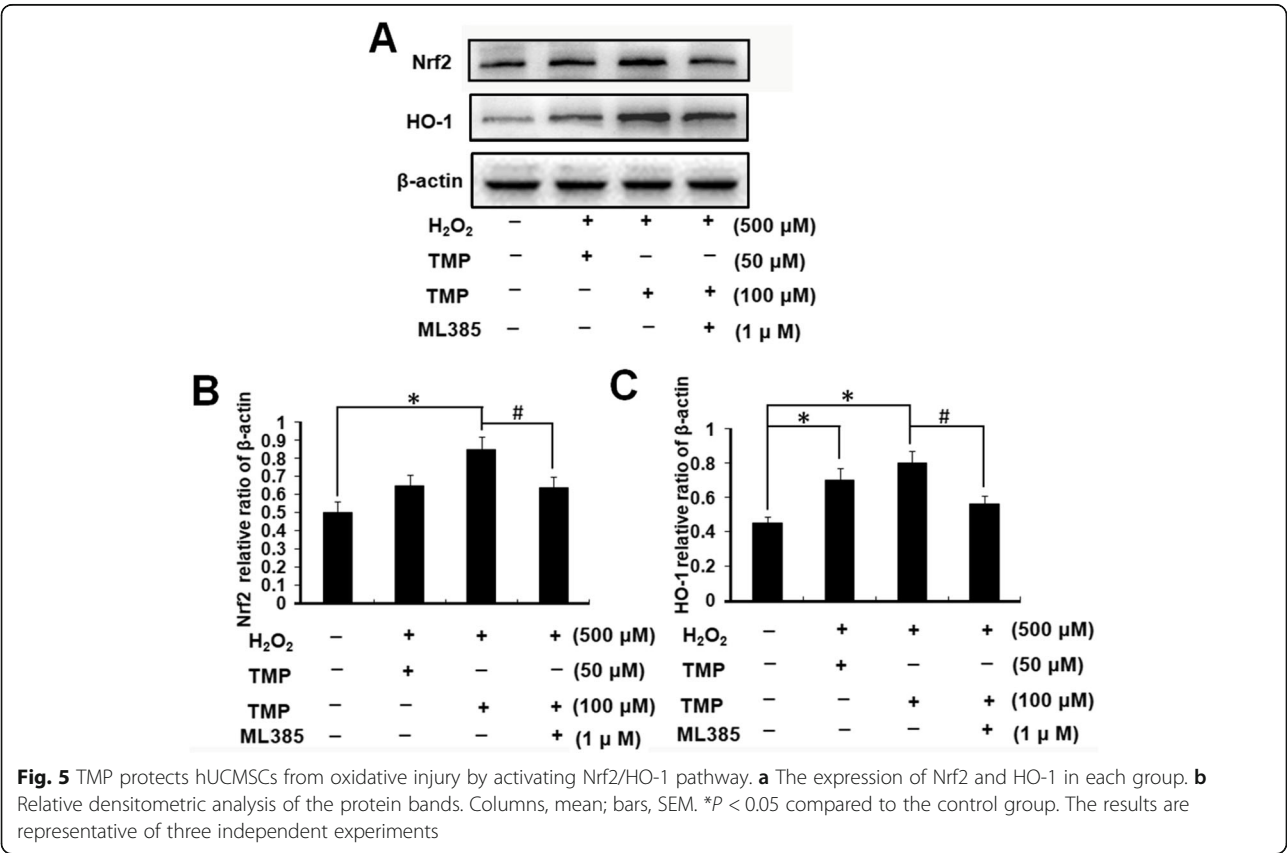 A
Nrf2
HO-1
β-actin
H₂O₂ − + + + (500 μM)
TMP − + − − (50 μM)
TMP − − + + (100 μM)
ML385 − − − + (1 μ M)
B
Nrf2 relative ratio of β-actin
* #
1
0.9
0.8
0.7
0.6
0.5
0.4
0.3
0.2
0.1
0
H₂O₂ − + + + (500 μM)
TMP − + − − (50 μM)
TMP − − + + (100 μM)
ML385 − − − + (1 μ M)
C
HO-1 relative ratio of β-actin
*
* #
1
0.8
0.6
0.4
0.2
0
H₂O₂ − + + + (500 μM)
TMP − + − − (50 μM)
TMP − − + + (100 μM)
ML385 − − − + (1 μ M)
Fig. 5 TMP protects hUCMSCs from oxidative injury by activating Nrf2/HO-1 pathway. a The expression of Nrf2 and HO-1 in each group. b
Relative densitometric analysis of the protein bands. Columns, mean; bars, SEM. *P < 0.05 compared to the control group. The results are
representative of three independent experiments